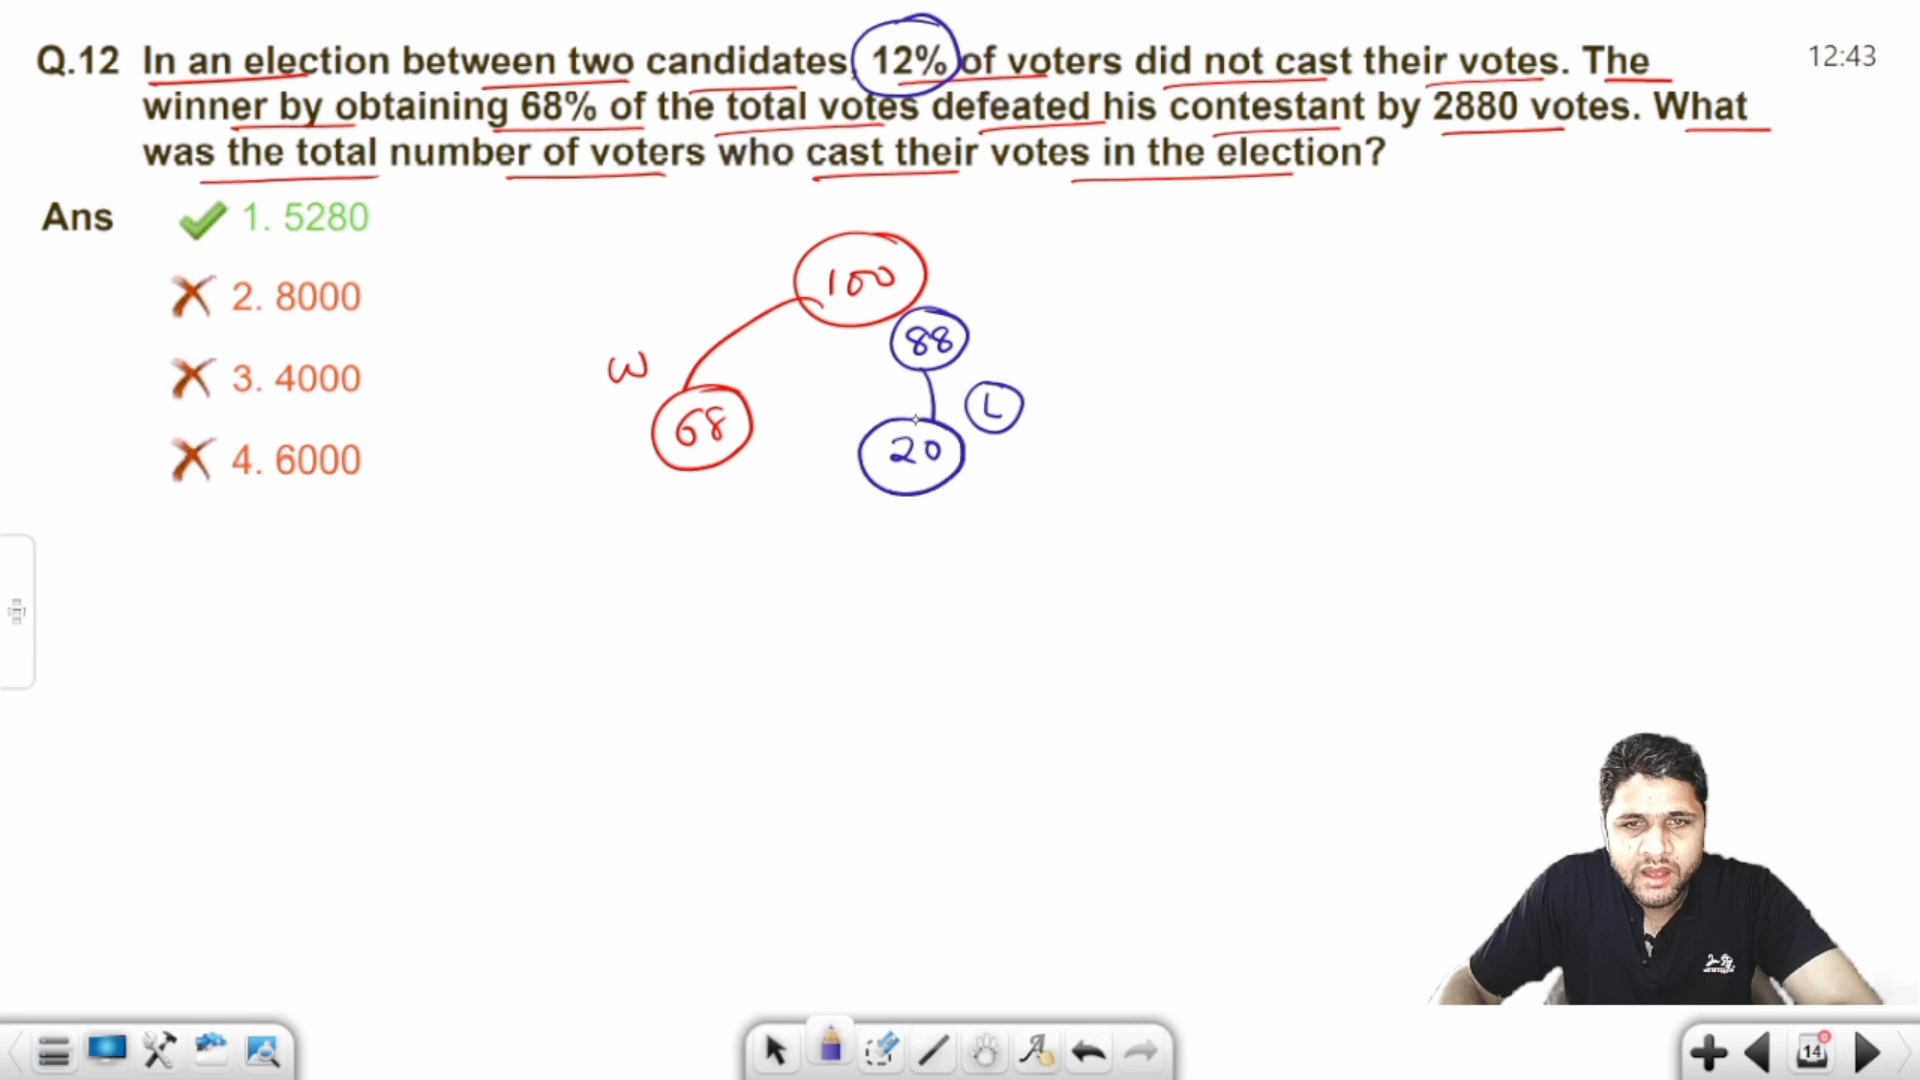 Q.12 In an election between two candidates, 12% of voters did not cast their votes. The
winner by obtaining 68% of the total votes defeated his contestant by 2880 votes. What
was the total number of voters who cast their votes in the election?
12:43
Ans
1. 5280
2. 8000
3. 4000
4. 6000
100
88
W
L
68
20
14
0